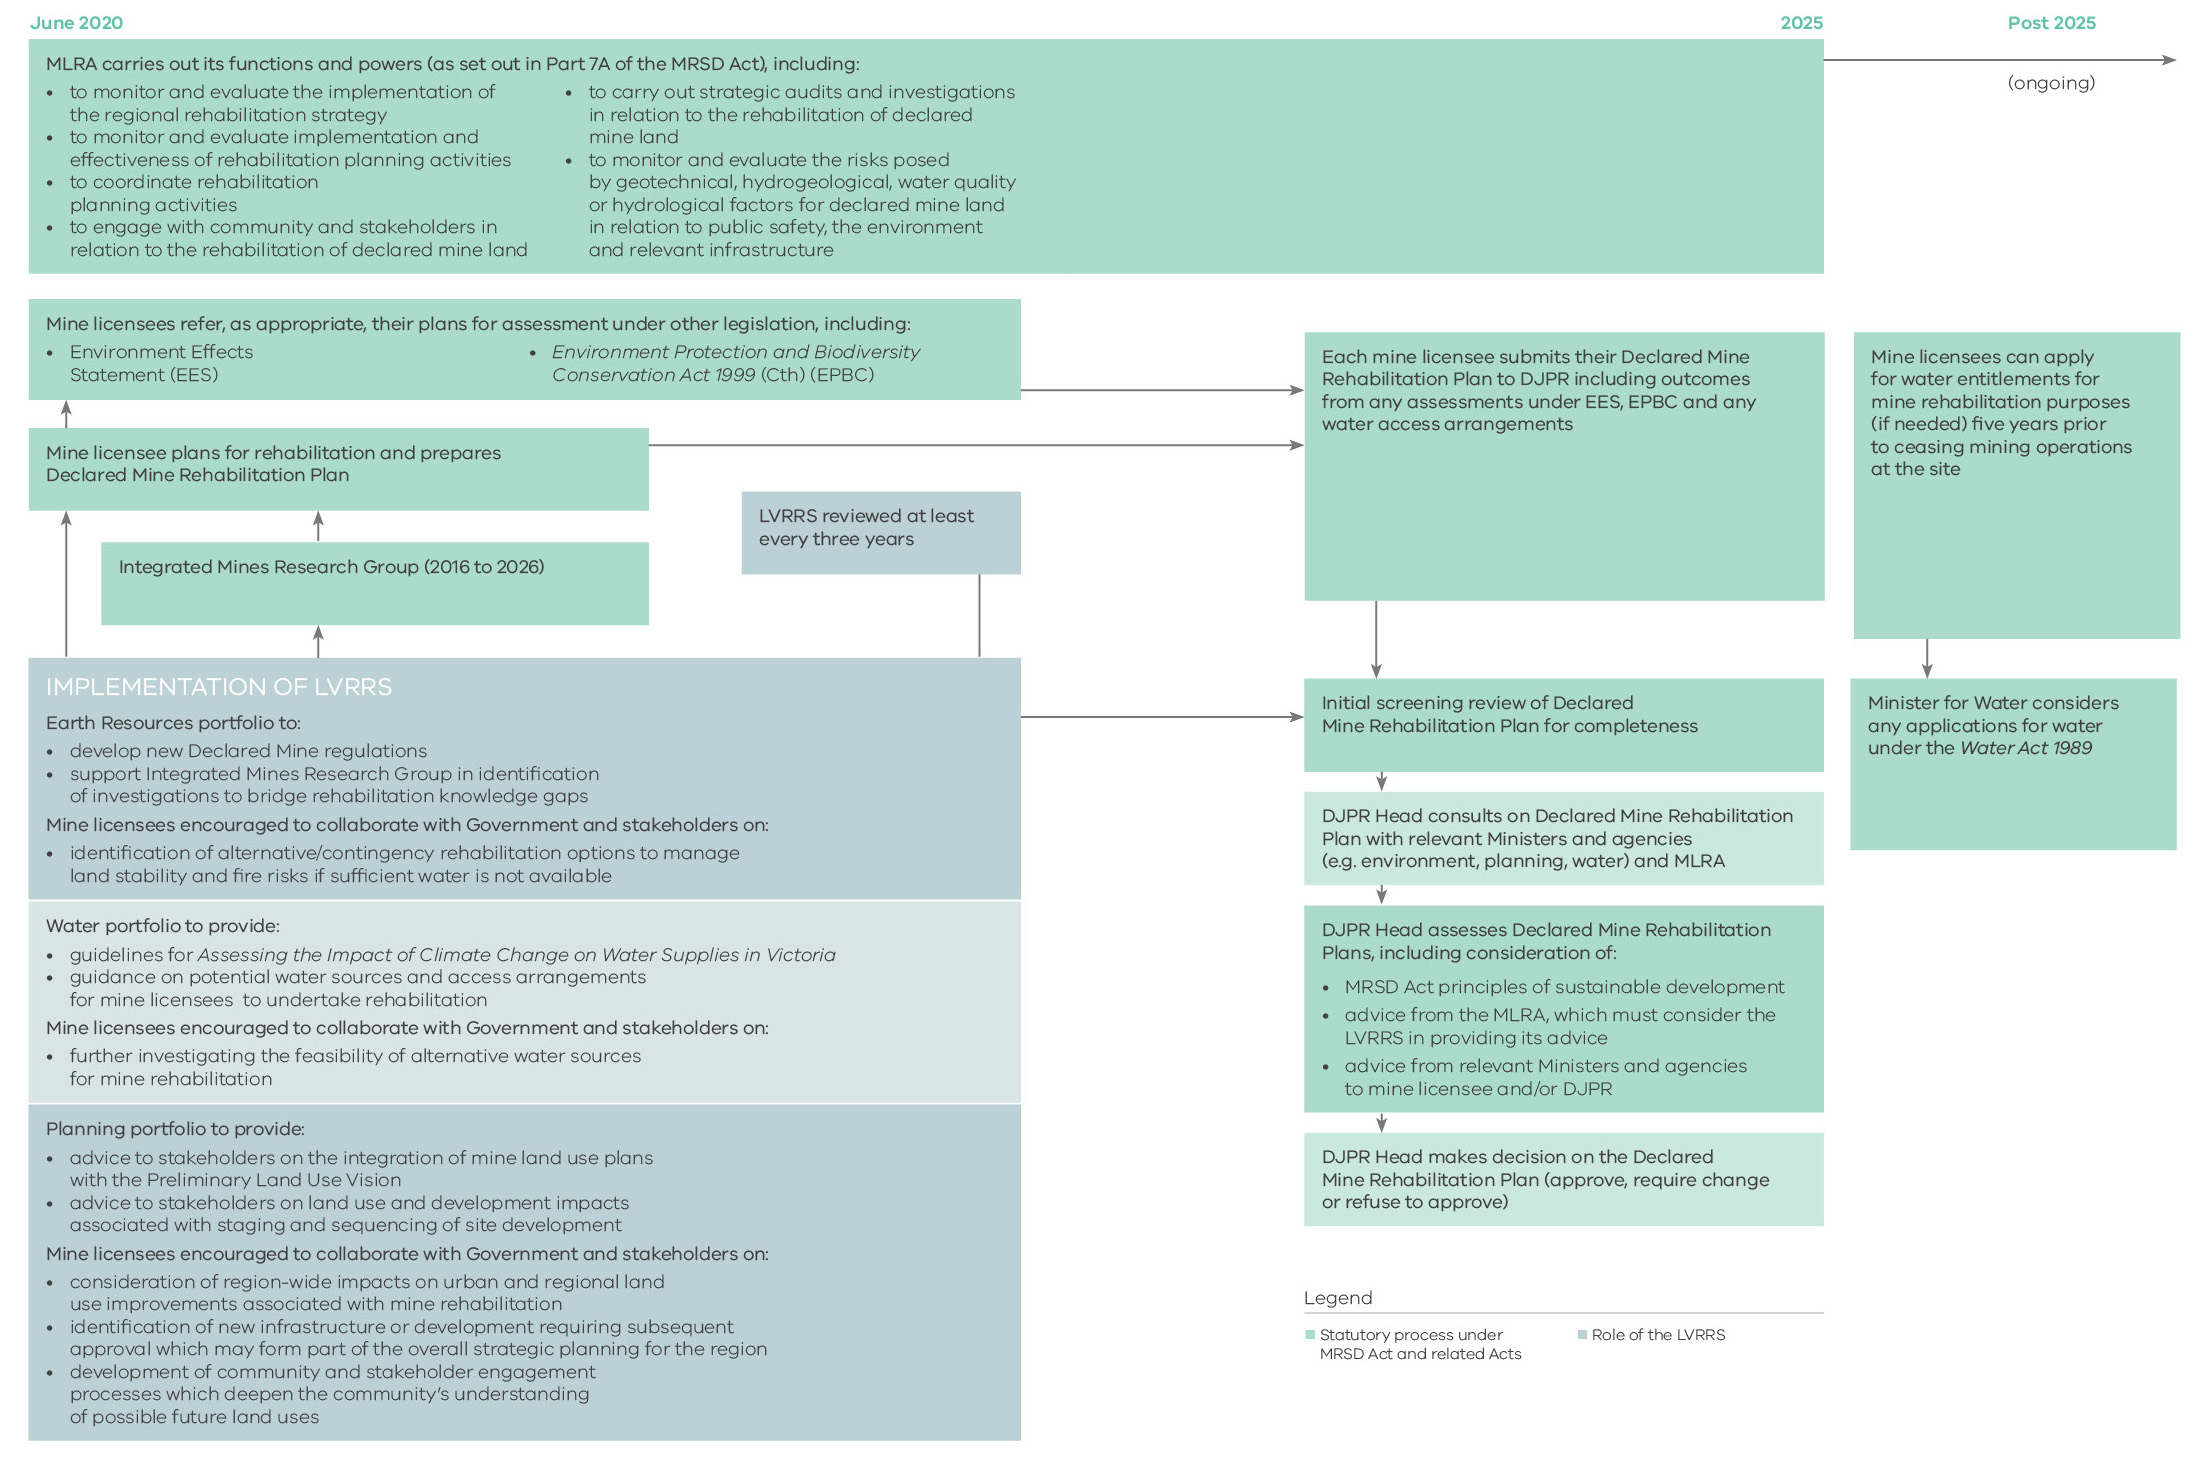 June 2020
2025
Post 2025
(ongoing)
MLRA carries out its functions and powers (as set out in Part 7A of the MRSD Act), including:
• to monitor and evaluate the implementation of
the regional rehabilitation strategy
• to monitor and evaluate implementation and
effectiveness of rehabilitation planning activities
• to coordinate rehabilitation
planning activities
• to engage with community and stakeholders in
relation to the rehabilitation of declared mine land
• to carry out strategic audits and investigations
in relation to the rehabilitation of declared
mine land
• to monitor and evaluate the risks posed
by geotechnical, hydrogeological, water quality
or hydrological factors for declared mine land
in relation to public safety, the environment
and relevant infrastructure
Mine licensees refer, as appropriate, their plans for assessment under other legislation, including:
• Environment Effects
Statement (EES)
• Environment Protection and Biodiversity
Conservation Act 1999 (Cth) (EPBC)
Mine licensee plans for rehabilitation and prepares
Declared Mine Rehabilitation Plan
Integrated Mines Research Group (2016 to 2026)
LVRRS reviewed at least
every three years
IMPLEMENTATION OF LVRRS
Earth Resources portfolio to:
• develop new Declared Mine regulations
• support Integrated Mines Research Group in identification
of investigations to bridge rehabilitation knowledge gaps
Mine licensees encouraged to collaborate with Government and stakeholders on:
• identification of alternative/contingency rehabilitation options to manage
land stability and fire risks if sufficient water is not available
Water portfolio to provide:
• guidelines for Assessing the Impact of Climate Change on Water Supplies in Victoria
• guidance on potential water sources and access arrangements
for mine licensees to undertake rehabilitation
Mine licensees encouraged to collaborate with Government and stakeholders on:
• further investigating the feasibility of alternative water sources
for mine rehabilitation
Planning portfolio to provide:
• advice to stakeholders on the integration of mine land use plans
with the Preliminary Land Use Vision
• advice to stakeholders on land use and development impacts
associated with staging and sequencing of site development
Mine licensees encouraged to collaborate with Government and stakeholders on:
• consideration of region-wide impacts on urban and regional land
use improvements associated with mine rehabilitation
• identification of new infrastructure or development requiring subsequent
approval which may form part of the overall strategic planning for the region
• development of community and stakeholder engagement
processes which deepen the community's understanding
of possible future land uses
Each mine licensee submits their Declared Mine
Rehabilitation Plan to DJPR including outcomes
from any assessments under EES, EPBC and any
water access arrangements
Initial screening review of Declared
Mine Rehabilitation Plan for completeness
DJPR Head consults on Declared Mine Rehabilitation
Plan with relevant Ministers and agencies
(e.g. environment, planning, water) and MLRA
DJPR Head assesses Declared Mine Rehabilitation
Plans, including consideration of:
• MRSD Act principles of sustainable development
• advice from the MLRA, which must consider the
LVRRS in providing its advice
• advice from relevant Ministers and agencies
to mine licensee and/or DJPR
DJPR Head makes decision on the Declared
Mine Rehabilitation Plan (approve, require change
or refuse to approve)
Mine licensees can apply
for water entitlements for
mine rehabilitation purposes
(if needed) five years prior
to ceasing mining operations
at the site
Minister for Water considers
any applications for water
under the Water Act 1989
Legend
Statutory process under
MRSD Act and related Acts
Role of the LVRRS